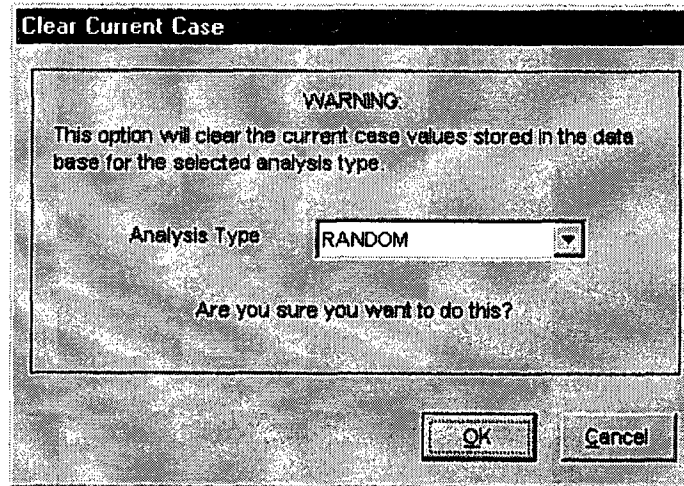 Clear Current Case
WARNING:
This option will clear the current case values stored in the data
base for the selected analysis type.
Analysis Type
RANDOM
Are you sure you want to do this?
OK
Cancel